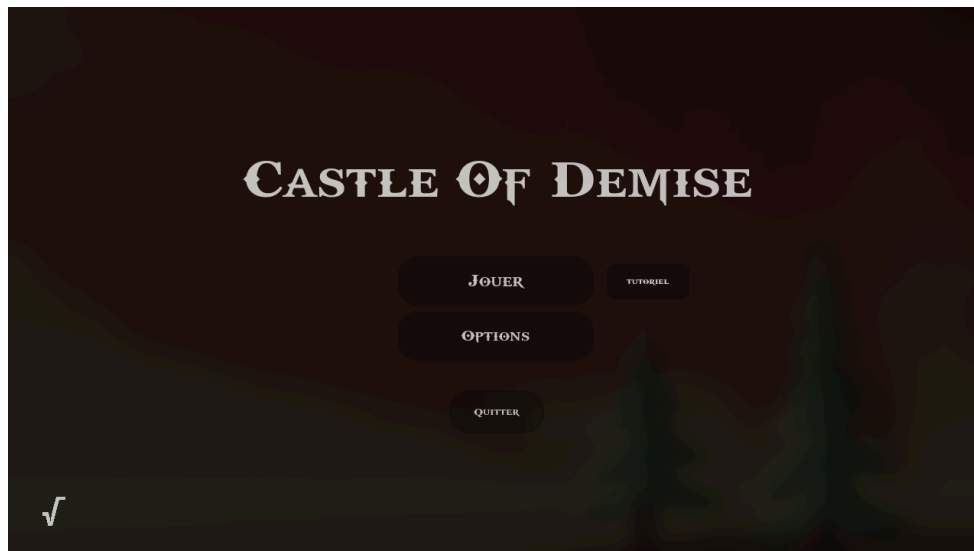 Castle Of Demise
Jouer
tutoriel
Options
Quitter
√